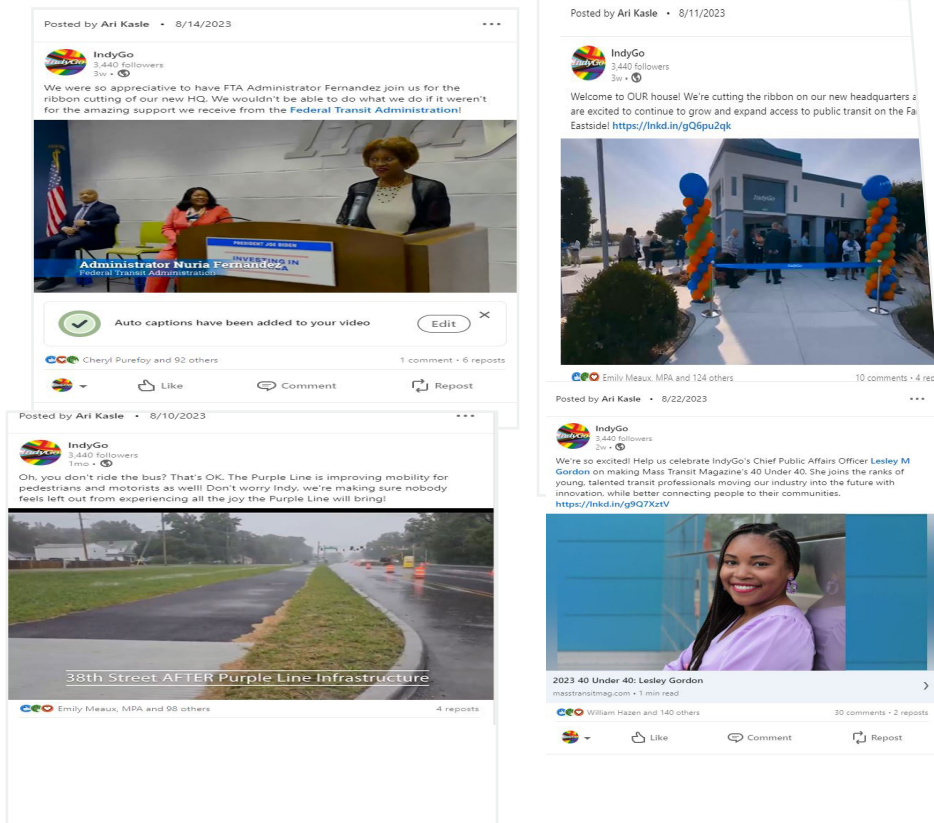 Posted by Ari Kasle • 8/14/2023
IndyGo
3,440 followers
3w •
We were so appreciative to have FTA Administrator Fernandez join us for the
ribbon cutting of our new HQ. We wouldn't be able to do what we do if it weren't
for the amazing support we receive from the Federal Transit Administration!
PRESIDENT JOE BIDEN
INVESTING IN
Administrator Nuria Fernandez
Federal Transit Administration
Auto captions have been added to your video
Edit
Cheryl Purefoy and 92 others
1 comment • 6 reposts
Like
Comment
Repost
Posted by Ari Kasle • 8/11/2023
IndyGo
3,440 followers
3w •
Welcome to OUR house! We're cutting the ribbon on our new headquarters a
are excited to continue to grow and expand access to public transit on the Fa
Eastside! https://lnkd.in/gQ6pu2qk
IndyGo
Emily Meaux, MPA and 124 others
10 comments • 4 rep
Posted by Ari Kasle • 8/10/2023
IndyGo
3,440 followers
1mo •
Oh, you don't ride the bus? That's OK. The Purple Line is improving mobility for
pedestrians and motorists as well! Don't worry Indy, we're making sure nobody
feels left out from experiencing all the joy the Purple Line will bring!
38th Street AFTER Purple Line Infrastructure
Emily Meaux, MPA and 98 others
4 reposts
Posted by Ari Kasle • 8/22/2023
IndyGo
3,440 followers
2w •
We're so excited! Help us celebrate IndyGo's Chief Public Affairs Officer Lesley M
Gordon on making Mass Transit Magazine's 40 Under 40. She joins the ranks of
young, talented transit professionals moving our industry into the future with
innovation, while better connecting people to their communities.
https://lnkd.in/g9Q7XztV
2023 40 Under 40: Lesley Gordon
masstransitmag.com • 1 min read
William Hazen and 140 others
30 comments • 2 reposts
Like
Comment
Repost